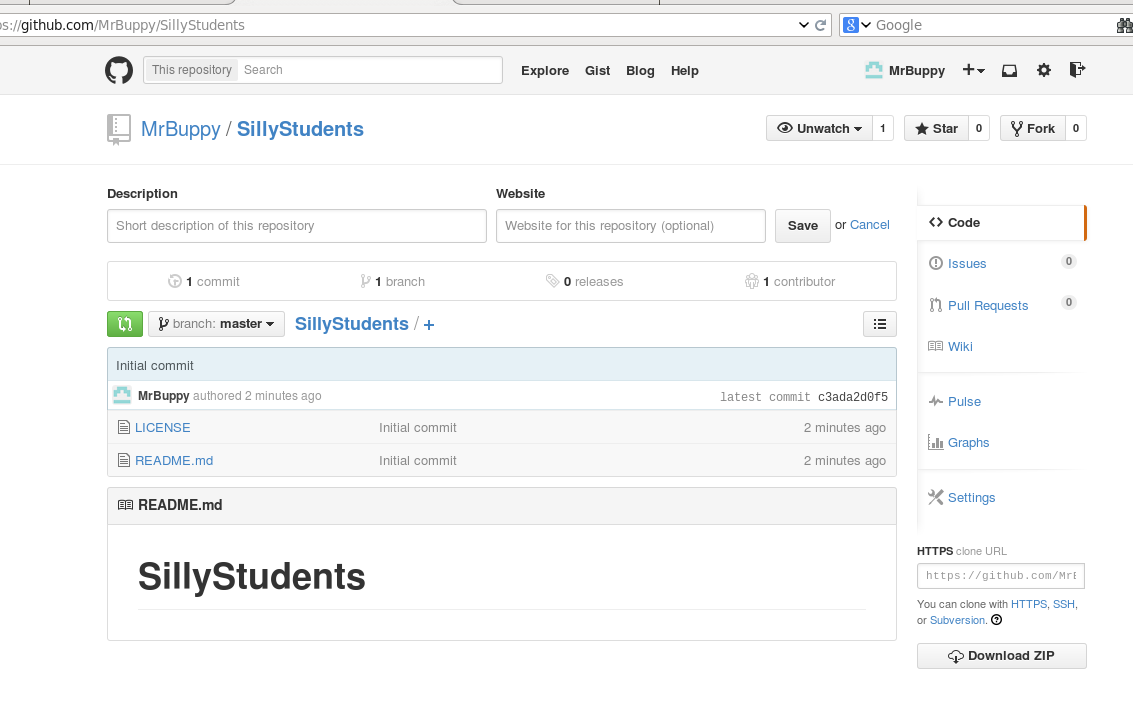 ps://github.com/MrBuppy/SillyStudents
8 Google
This repository Search Explore Gist Blog Help MrBuppy
MrBuppy / SillyStudents Unwatch 1 Star 0 Fork 0
Description Website
Short description of this repository Website for this repository (optional) Save or Cancel
1 commit 1 branch 0 releases 1 contributor
branch: master SillyStudents / +
Initial commit
MrBuppy authored 2 minutes ago latest commit c3ada2d0f5
LICENSE Initial commit 2 minutes ago
README.md Initial commit 2 minutes ago
README.md
SillyStudents
Code
Issues 0
Pull Requests 0
Wiki
Pulse
Graphs
Settings
HTTPS clone URL
https://github.com/MrB
You can clone with HTTPS, SSH,
or Subversion.
Download ZIP